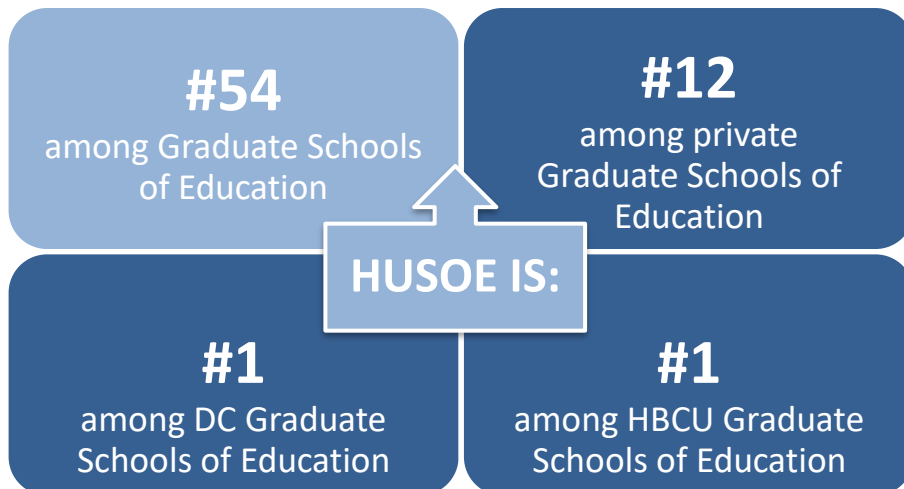 #54
among Graduate Schools
of Education
#12
among private
Graduate Schools of
Education
HUSOE IS:
#1
among DC Graduate
Schools of Education
#1
among HBCU Graduate
Schools of Education